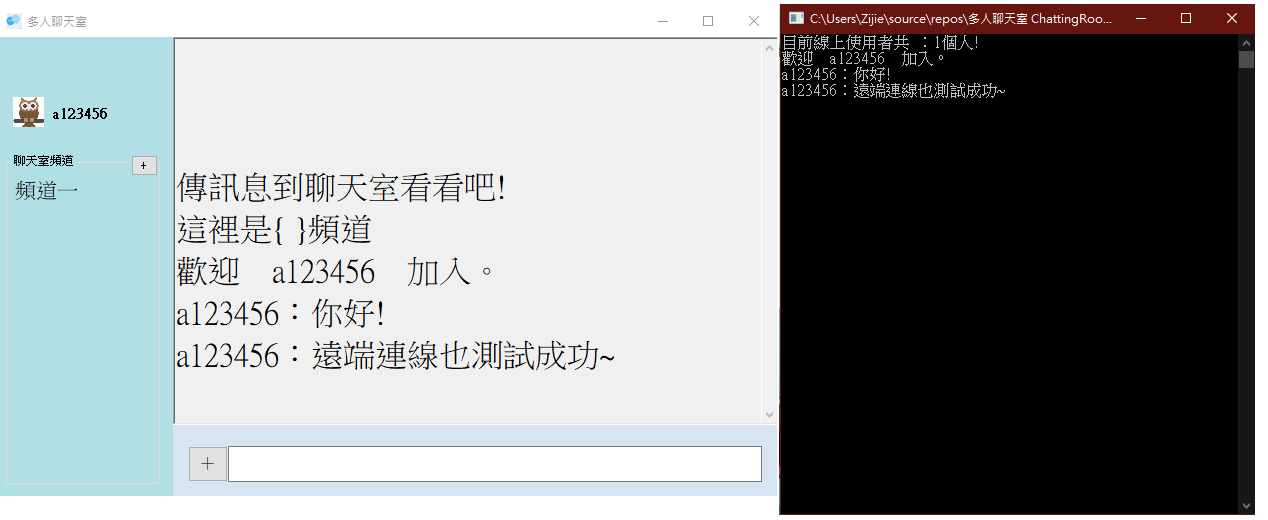 多人聊天室
a123456
聊天室頻道
+
頻道一
傳訊息到聊天室看看吧!
這裡是{ }頻道
歡迎　a123456　加入。
a123456：你好!
a123456：遠端連線也測試成功~
+
C:\Users\Zijie\source\repos\多人聊天室 ChattingRoo...
目前線上使用者共 ：1個人!
歡迎　a123456　加入。
a123456：你好!
a123456：遠端連線也測試成功~